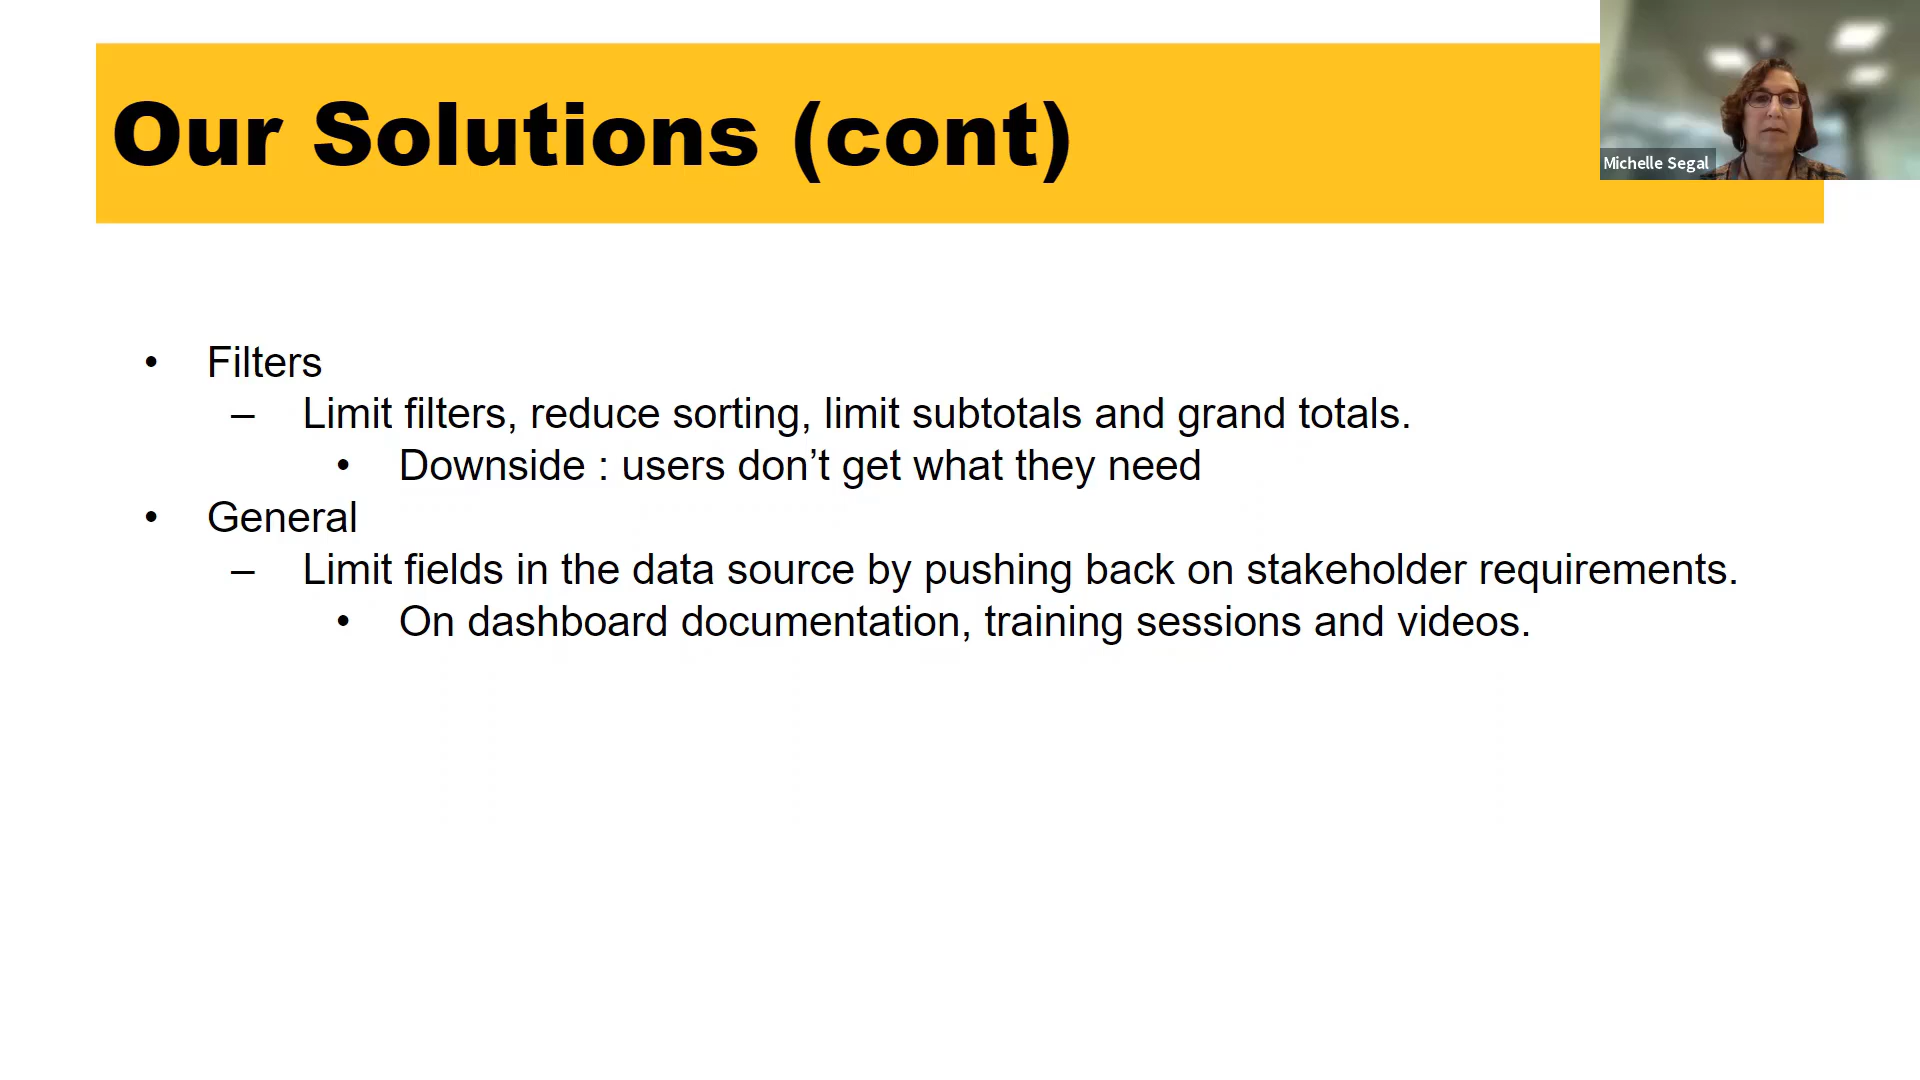 Our Solutions (cont)
Michelle Segal
• Filters
– Limit filters, reduce sorting, limit subtotals and grand totals.
• Downside : users don’t get what they need
• General
– Limit fields in the data source by pushing back on stakeholder requirements.
• On dashboard documentation, training sessions and videos.